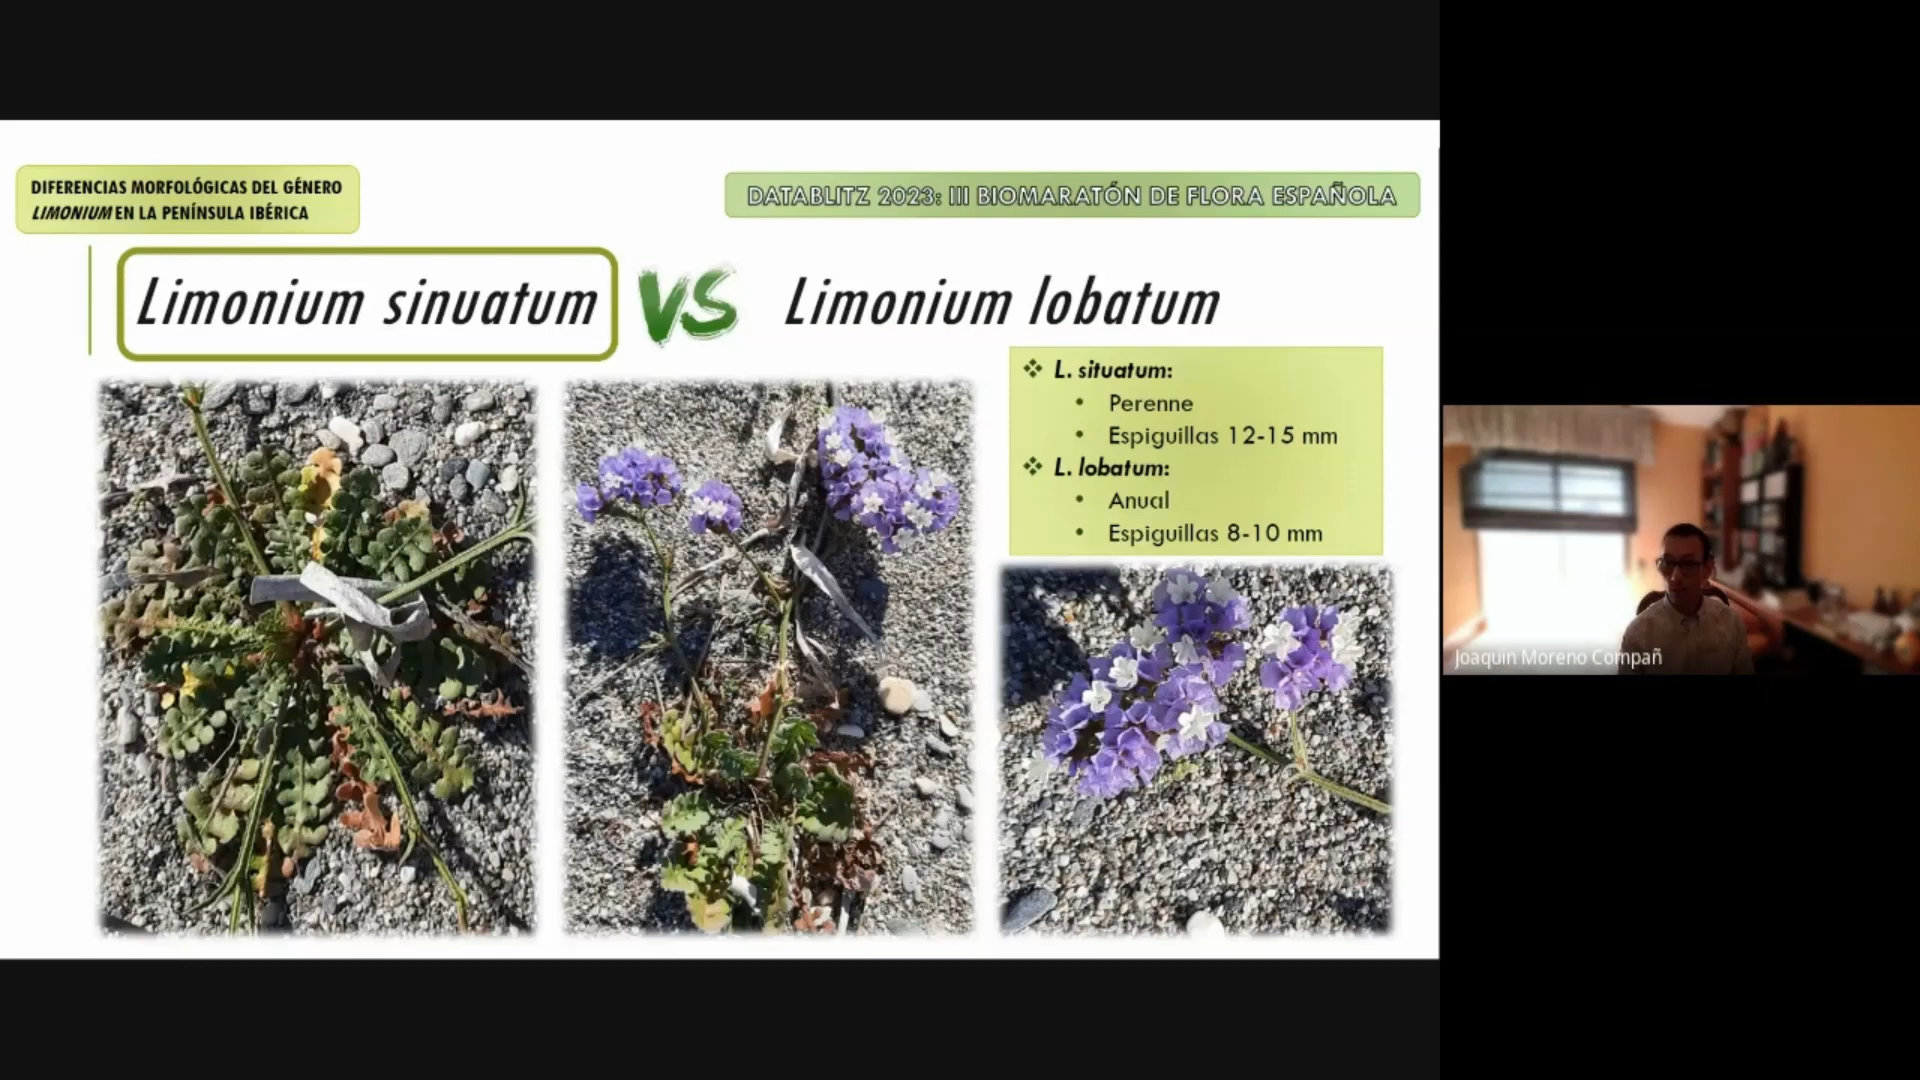 DIFERENCIAS MORFOLÓGICAS DEL GÉNERO
LIMONIUM EN LA PENÍNSULA IBÉRICA
DATABLITZ 2023: III BIOMARATÓN DE FLORA ESPAÑOLA
Limonium sinuatum VS Limonium lobatum
❖ L. situatum:
• Perenne
• Espiguillas 12-15 mm
❖ L. lobatum:
• Anual
• Espiguillas 8-10 mm
Joaquin Moreno Compañ